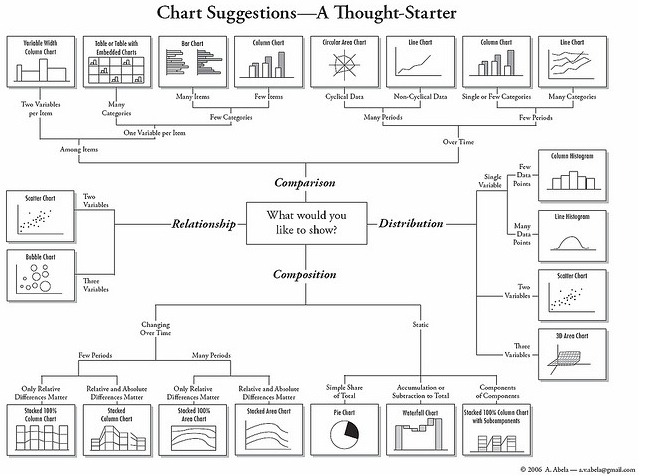 Chart Suggestions—A Thought-Starter
Variable Width
Column Chart
Table or Table with
Embedded Charts
Bar Chart
Column Chart
Circular Area Chart
Line Chart
Column Chart
Line Chart
Two Variables
per Item
Many
Categories
Many Items
Few Items
Cyclical Data
Non-Cyclical Data
Single or Few Categories
Many Categories
Few Categories
Many Periods
Few Periods
One Variable per Item
Among Items
Over Time
Comparison
What would you
like to show?
Relationship
Two
Variables
Scatter Chart
Three
Variables
Bubble Chart
Distribution
Single
Variable
Few
Data
Points
Column Histogram
Many
Data
Points
Line Histogram
Two
Variables
Scatter Chart
Three
Variables
3D Area Chart
Composition
Changing
Over Time
Static
Few Periods
Many Periods
Only Relative
Differences Matter
Relative and Absolute
Differences Matter
Only Relative
Differences Matter
Relative and Absolute
Differences Matter
Simple Share
of Total
Accumulation or
Subtraction to Total
Components
of Components
Stacked 100%
Column Chart
Stacked
Column Chart
Stacked 100%
Area Chart
Stacked Area Chart
Pie Chart
Waterfall Chart
Stacked 100% Column Chart
with Subcomponents
© 2006 A. Abela — a.v.abela@gmail.com